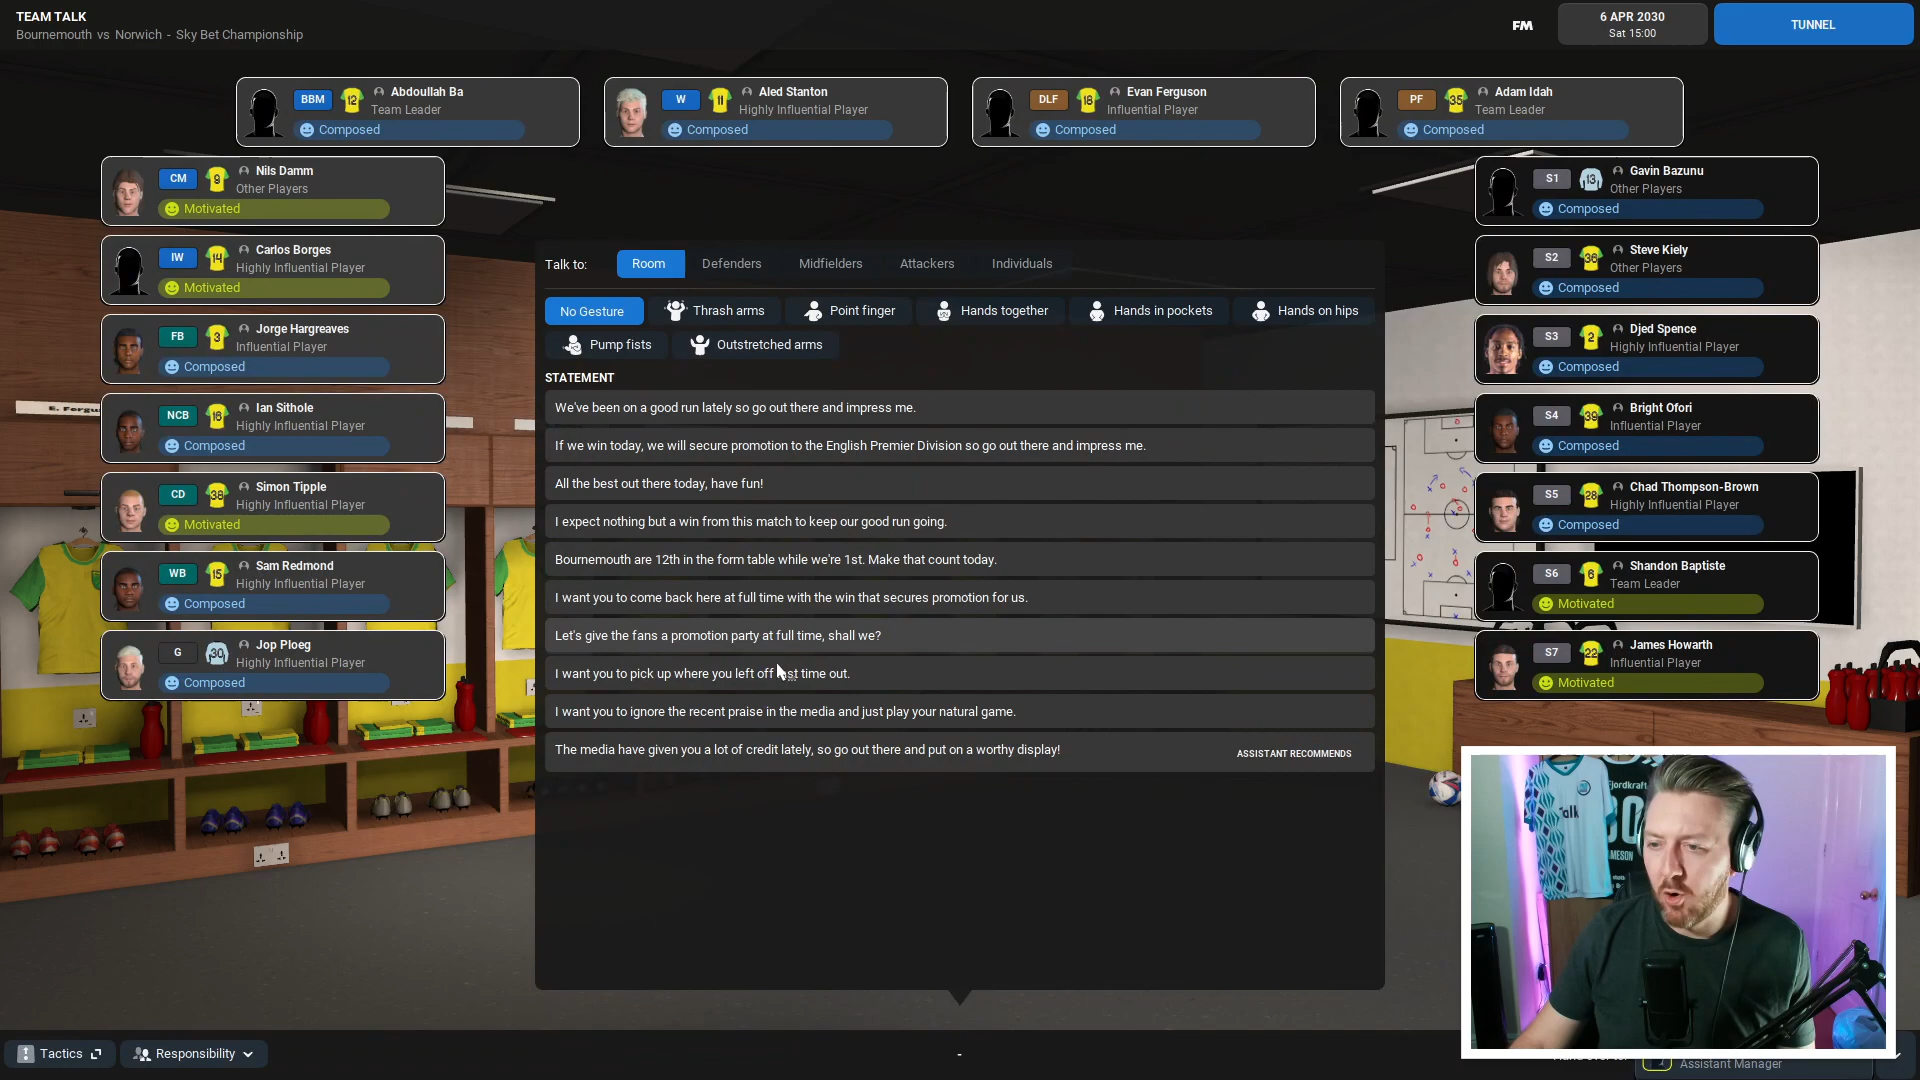 TEAM TALK
Bournemouth vs Norwich - Sky Bet Championship
FM
6 APR 2030
Sat 15:00
TUNNEL
BBM 12 Abdoullah Ba
Team Leader
Composed
W 11 Aled Stanton
Highly Influential Player
Composed
DLF 18 Evan Ferguson
Influential Player
Composed
PF 35 Adam Idah
Team Leader
Composed
CM 8 Nils Damm
Other Players
Motivated
IW 14 Carlos Borges
Highly Influential Player
Motivated
FB 3 Jorge Hargreaves
Influential Player
Composed
NCB 16 Ian Sithole
Highly Influential Player
Composed
CD 38 Simon Tipple
Highly Influential Player
Motivated
WB 15 Sam Redmond
Highly Influential Player
Composed
G 30 Jop Ploeg
Highly Influential Player
Composed
E. Fergu
Talk to: Room Defenders Midfielders Attackers Individuals
No Gesture Thrash arms Point finger Hands together Hands in pockets Hands on hips
Pump fists Outstretched arms
STATEMENT
We've been on a good run lately so go out there and impress me.
If we win today, we will secure promotion to the English Premier Division so go out there and impress me.
All the best out there today, have fun!
I expect nothing but a win from this match to keep our good run going.
Bournemouth are 12th in the form table while we're 1st. Make that count today.
I want you to come back here at full time with the win that secures promotion for us.
Let's give the fans a promotion party at full time, shall we?
I want you to pick up where you left off last time out.
I want you to ignore the recent praise in the media and just play your natural game.
The media have given you a lot of credit lately, so go out there and put on a worthy display!
ASSISTANT RECOMMENDS
S1 13 Gavin Bazunu
Other Players
Composed
S2 36 Steve Kiely
Other Players
Composed
S3 2 Djed Spence
Highly Influential Player
Composed
S4 39 Bright Ofori
Influential Player
Composed
S5 28 Chad Thompson-Brown
Highly Influential Player
Composed
S6 6 Shandon Baptiste
Team Leader
Motivated
S7 22 James Howarth
Influential Player
Motivated
Fjordkraft
Talk
JAMESON
Tactics
Responsibility
-
Assistant Manager